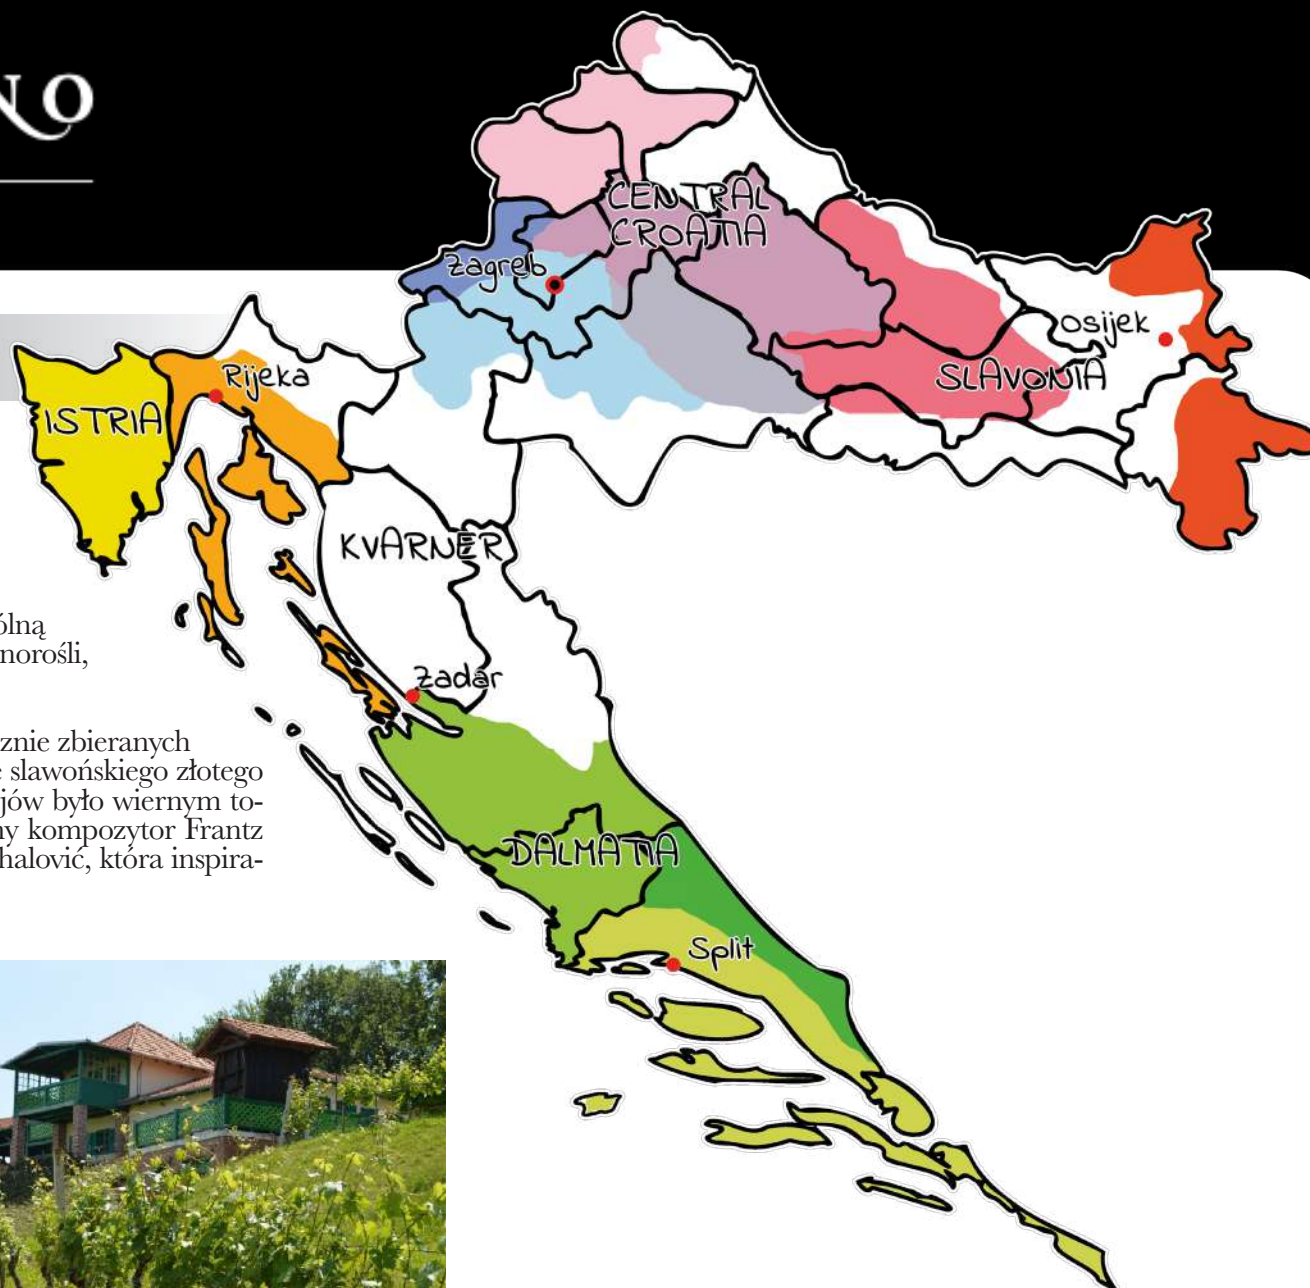 NO
CENTRAL
CROATIA
Zagreb
Osijek
SLAVONIA
Rijeka
ISTRIA
KVARNER
Zadar
DALMATIA
Split
ólną
norośli,
znie zbieranych
e slawońskiego złotego
jów było wiernym to-
ny kompozytor Frantz
halović, która inspira-